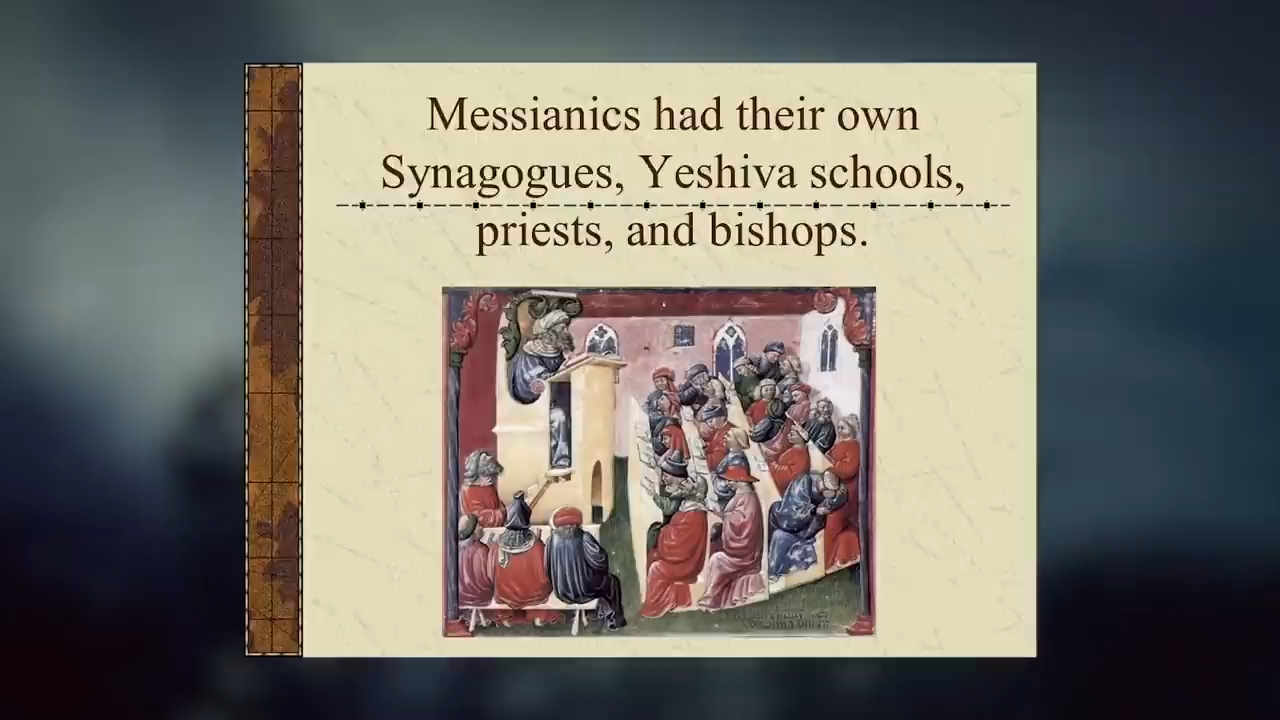 Messianics had their own
Synagogues, Yeshiva schools,
priests, and bishops.